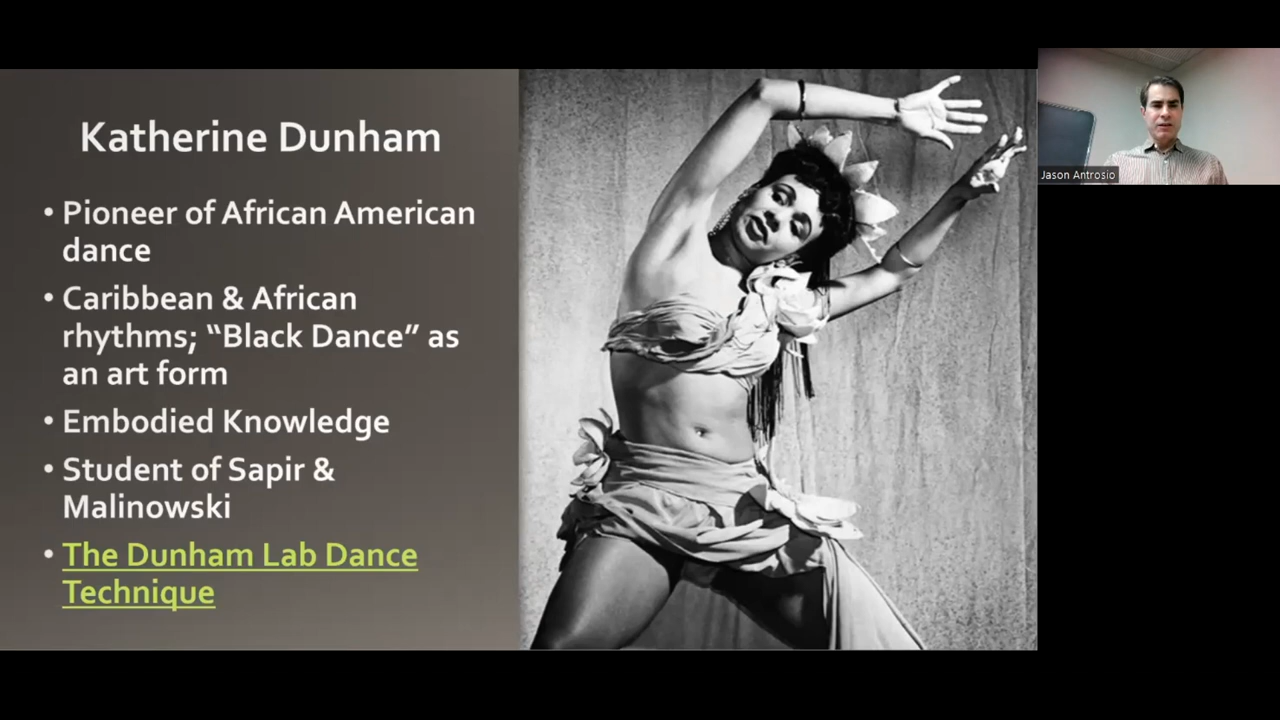 Katherine Dunham
• Pioneer of African American
dance
• Caribbean & African
rhythms; “Black Dance” as
an art form
• Embodied Knowledge
• Student of Sapir &
Malinowski
• The Dunham Lab Dance
Technique
Jason Antrosio